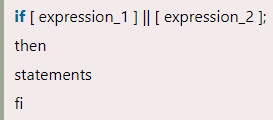 if [ expression_1 ] || [ expression_2 ];
then
statements
fi